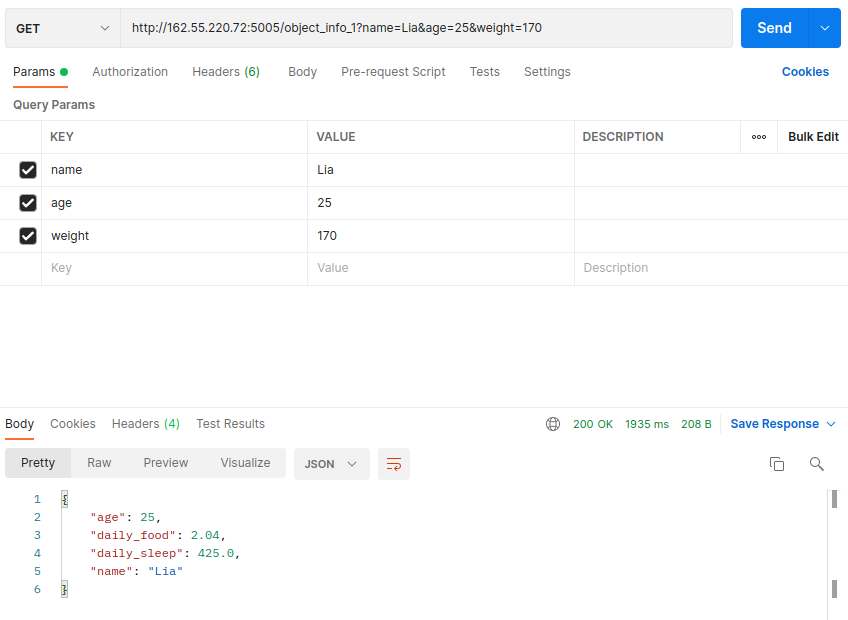 GET http://162.55.220.72:5005/object_info_1?name=Lia&age=25&weight=170 Send
Params Authorization Headers (6) Body Pre-request Script Tests Settings Cookies
Query Params
KEY VALUE DESCRIPTION Bulk Edit
name Lia
age 25
weight 170
Key Value Description
Body Cookies Headers (4) Test Results 200 OK 1935 ms 208 B Save Response
Pretty Raw Preview Visualize JSON
1 {
2 "age": 25,
3 "daily_food": 2.04,
4 "daily_sleep": 425.0,
5 "name": "Lia"
6 }